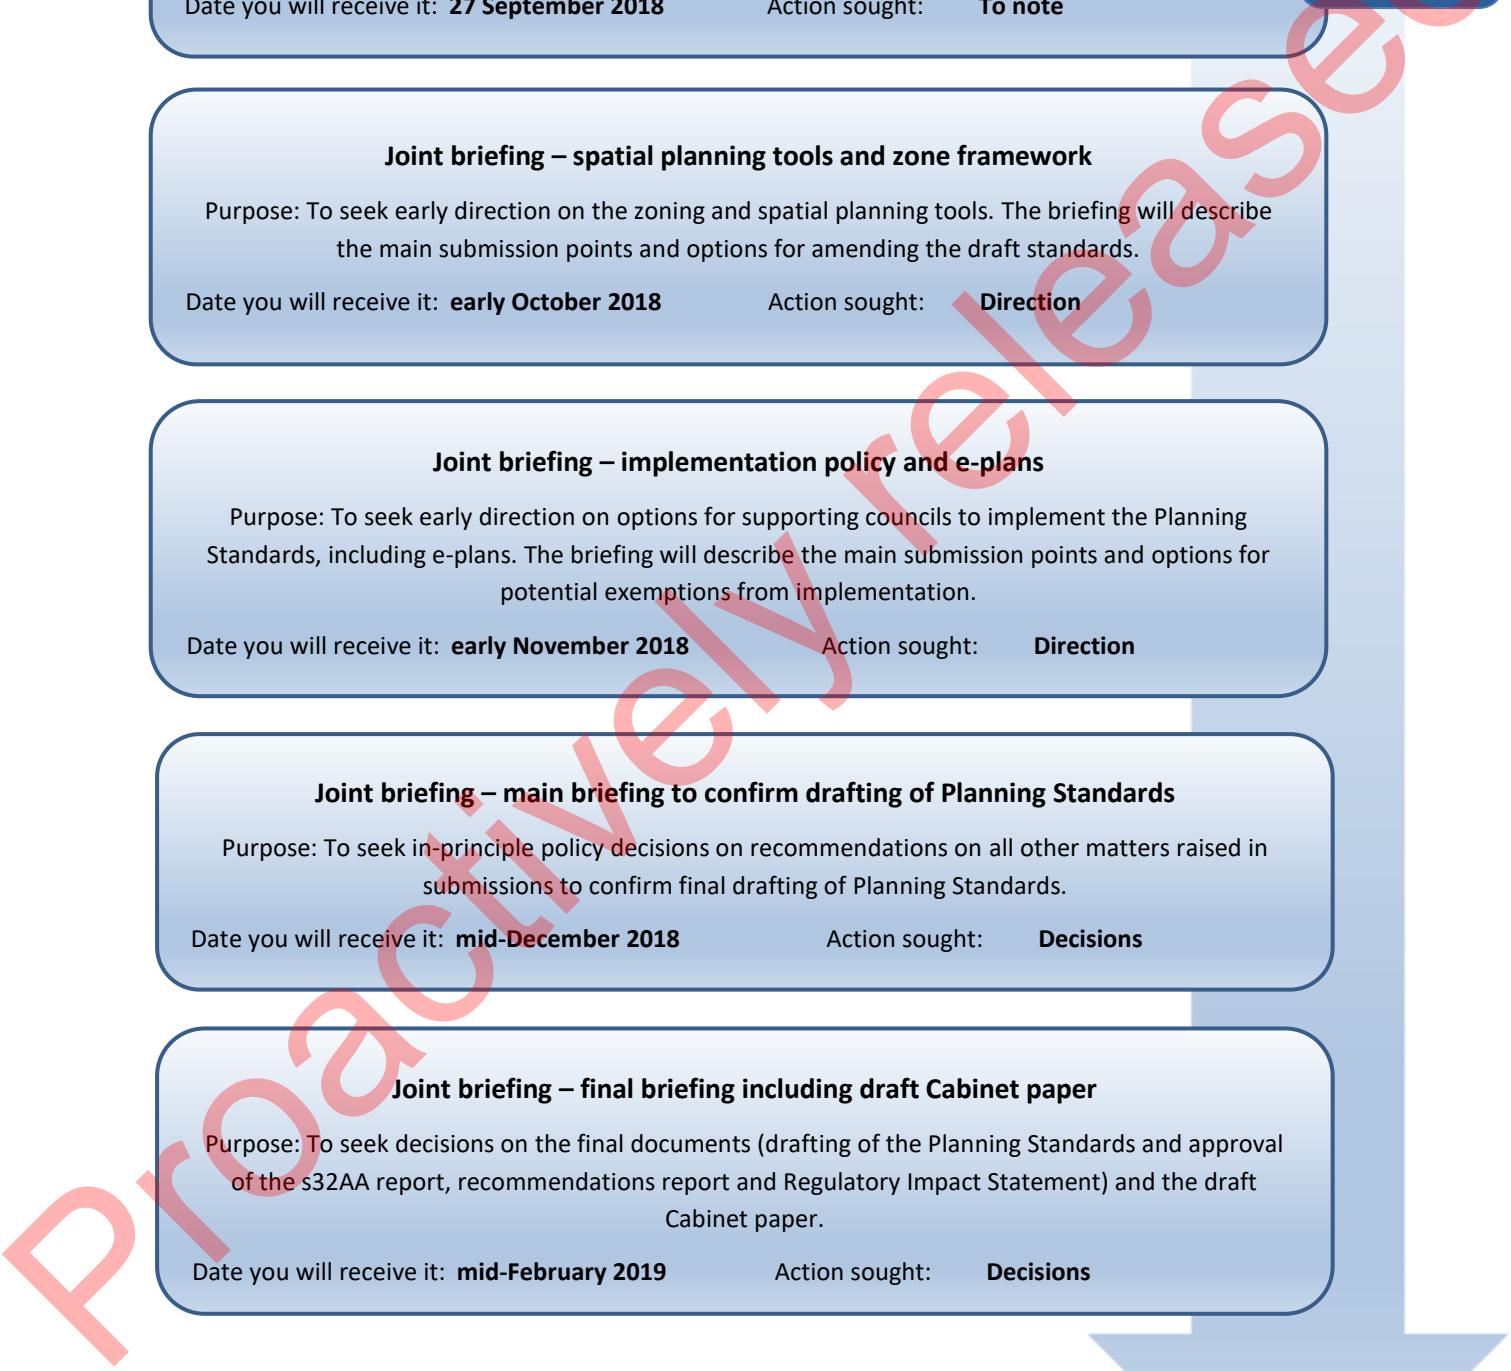 Date you will receive it: 27 September 2018 Action sought: To note
Joint briefing – spatial planning tools and zone framework
Purpose: To seek early direction on the zoning and spatial planning tools. The briefing will describe
the main submission points and options for amending the draft standards.
Date you will receive it: early October 2018 Action sought: Direction
Joint briefing – implementation policy and e-plans
Purpose: To seek early direction on options for supporting councils to implement the Planning
Standards, including e-plans. The briefing will describe the main submission points and options for
potential exemptions from implementation.
Date you will receive it: early November 2018 Action sought: Direction
Joint briefing – main briefing to confirm drafting of Planning Standards
Purpose: To seek in-principle policy decisions on recommendations on all other matters raised in
submissions to confirm final drafting of Planning Standards.
Date you will receive it: mid-December 2018 Action sought: Decisions
Joint briefing – final briefing including draft Cabinet paper
Purpose: To seek decisions on the final documents (drafting of the Planning Standards and approval
of the s32AA report, recommendations report and Regulatory Impact Statement) and the draft
Cabinet paper.
Date you will receive it: mid-February 2019 Action sought: Decisions
Proactively release